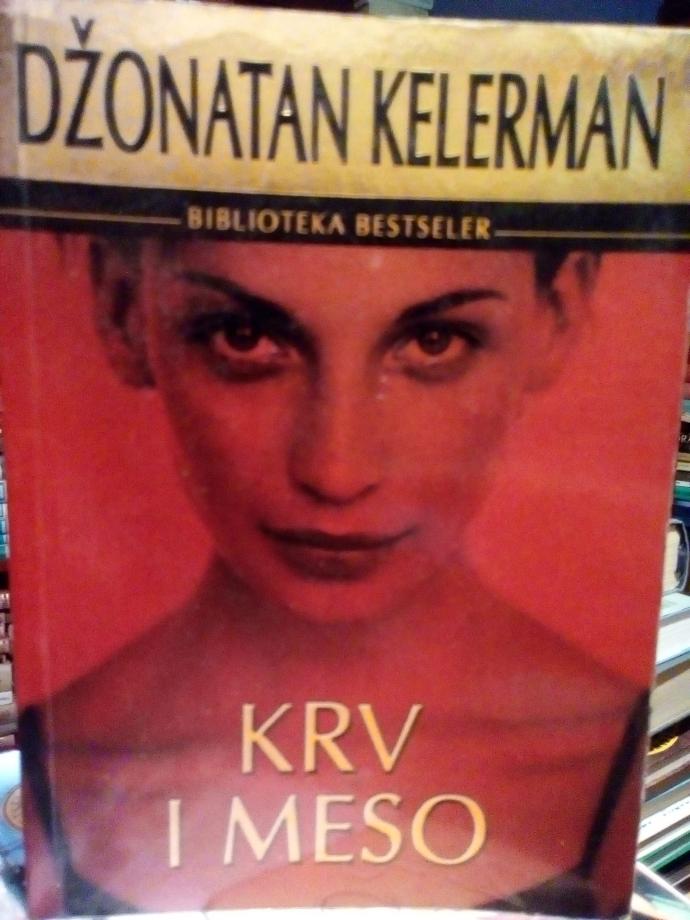 DŽONATAN KELERMAN
BIBLIOTEKA BESTSELER
KRV
I MESO